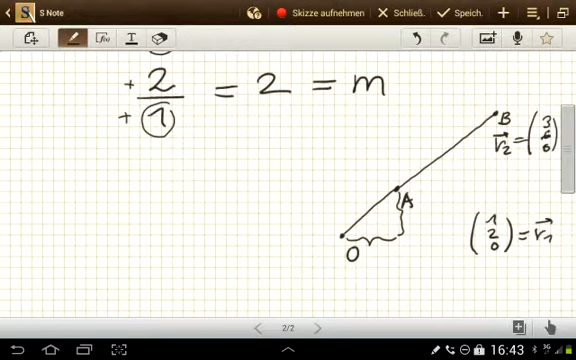 S Note
Skizze aufnehmen
Schließ.
Speich.
+ 2 / + 1 = 2 = m
B
r₂ = (3 6 0)
A
(1 2 0) = r₁
O
2/2
3G
16:43